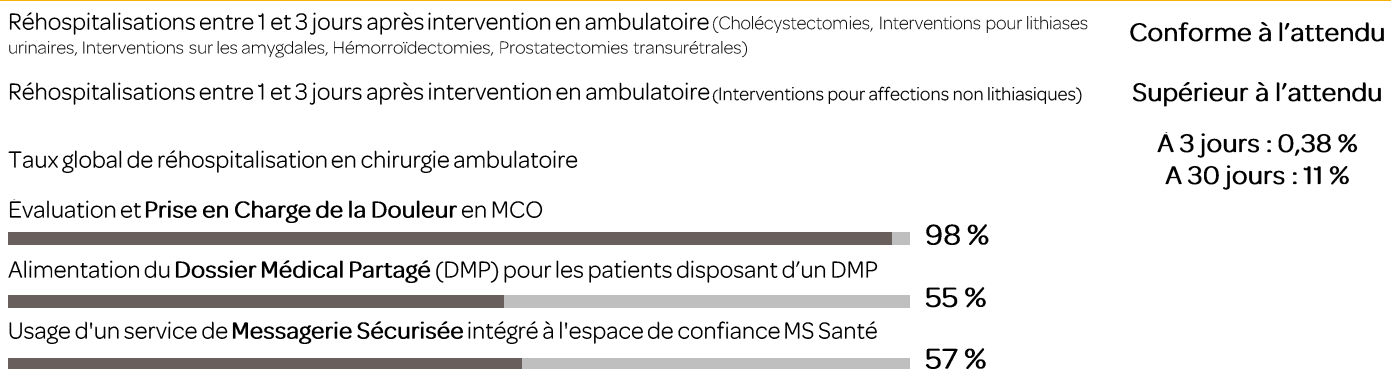 Réhospitalisations entre 1 et 3 jours après intervention en ambulatoire (Cholécystectomies, Interventions pour lithiases
urinaires, Interventions sur les amygdales, Hémorroïdectomies, Prostatectomies transurétrales)
Conforme à l'attendu
Réhospitalisations entre 1 et 3 jours après intervention en ambulatoire (Interventions pour affections non lithiasiques)
Supérieur à l'attendu
Taux global de réhospitalisation en chirurgie ambulatoire
À 3 jours : 0,38 %
A 30 jours : 11 %
Evaluation et Prise en Charge de la Douleur en MCO
98 %
Alimentation du Dossier Médical Partagé (DMP) pour les patients disposant d'un DMP
55 %
Usage d'un service de Messagerie Sécurisée intégré à l'espace de confiance MS Santé
57 %